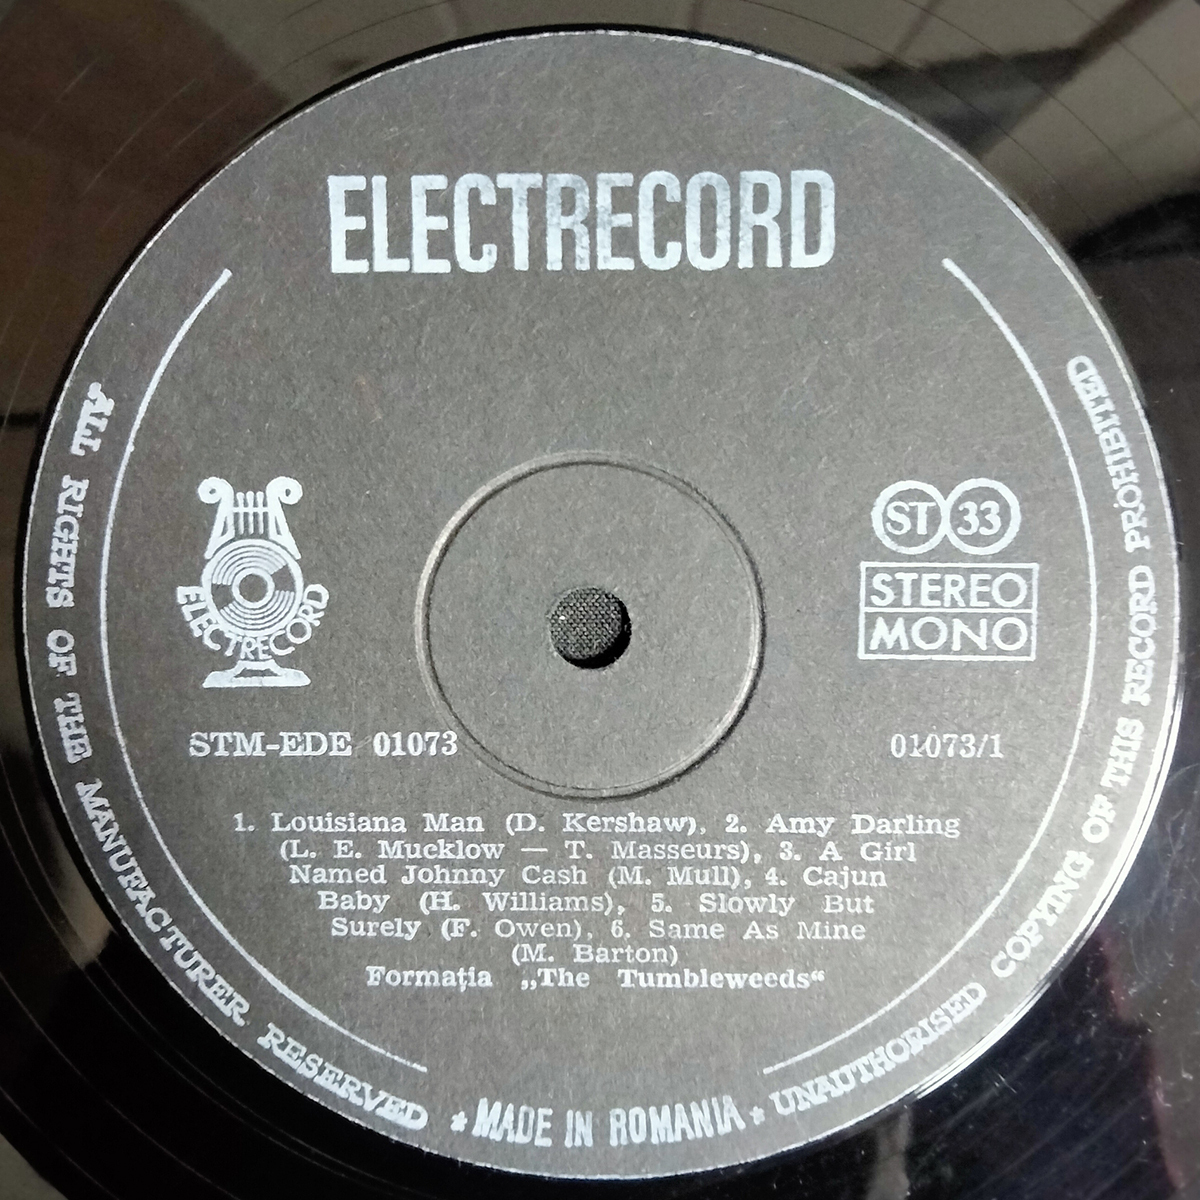 ELECTRECORD
ST 33
STEREO
MONO
ELECTRECORD
STM-EDE 01073
01073/1
1. Louisiana Man (D. Kershaw), 2. Amy Darling
(L. E. Mucklow — T. Masseurs), 3. A Girl
Named Johnny Cash (M. Mull), 4. Cajun
Baby (H. Williams), 5. Slowly But
Surely (F. Owen), 6. Same As Mine
(M. Barton)
Formația „The Tumbleweeds“
ALL RIGHTS OF THE MANUFACTURER RESERVED * MADE IN ROMANIA * UNAUTHORISED COPYING OF THIS RECORD PROHIBITED